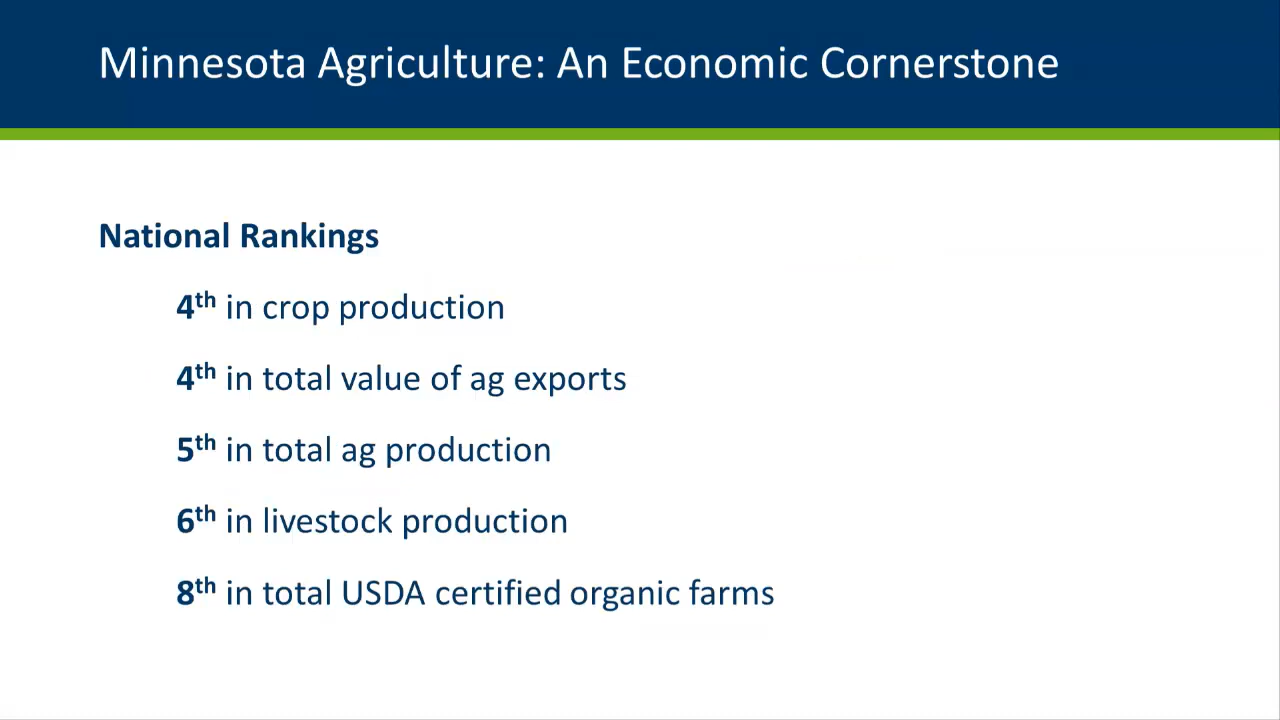 Minnesota Agriculture: An Economic Cornerstone
National Rankings
4th in crop production
4th in total value of ag exports
5th in total ag production
6th in livestock production
8th in total USDA certified organic farms